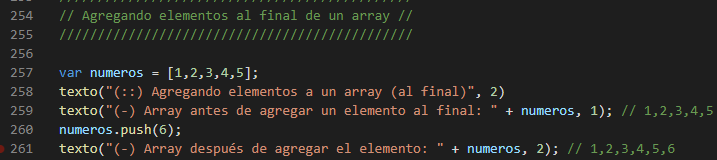 254 // Agregando elementos al final de un array //
255 ////////////////////////////////////////////////
256
257 var numeros = [1,2,3,4,5];
258 texto("(::) Agregando elementos a un array (al final)", 2)
259 texto("(-) Array antes de agregar un elemento al final: " + numeros, 1); // 1,2,3,4,5
260 numeros.push(6);
261 texto("(-) Array después de agregar el elemento: " + numeros, 2); // 1,2,3,4,5,6